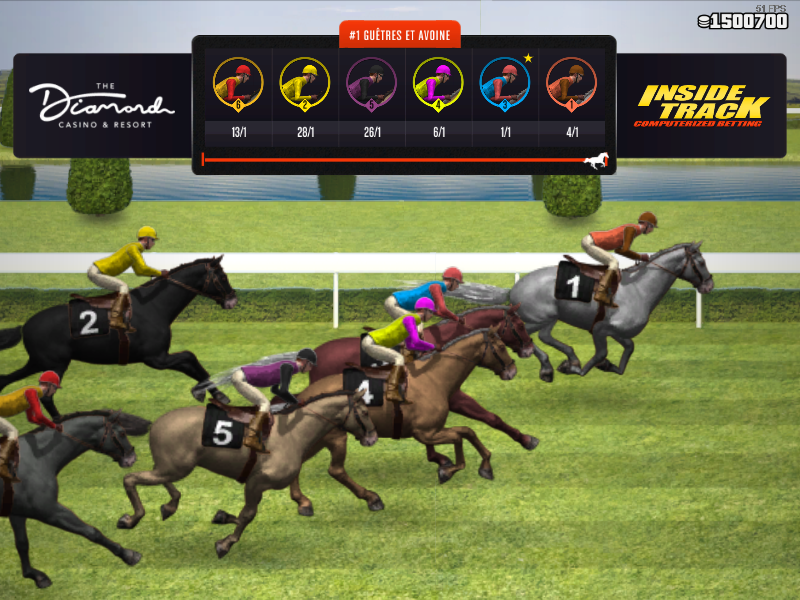 51 FPS
1500700
#1 GUÊTRES ET AVOINE
THE
Diamond
CASINO & RESORT
6 2 5 4 3 1
13/1 28/1 26/1 6/1 1/1 4/1
INSIDE
TRACK
COMPUTERIZED BETTING
1
2
4
5